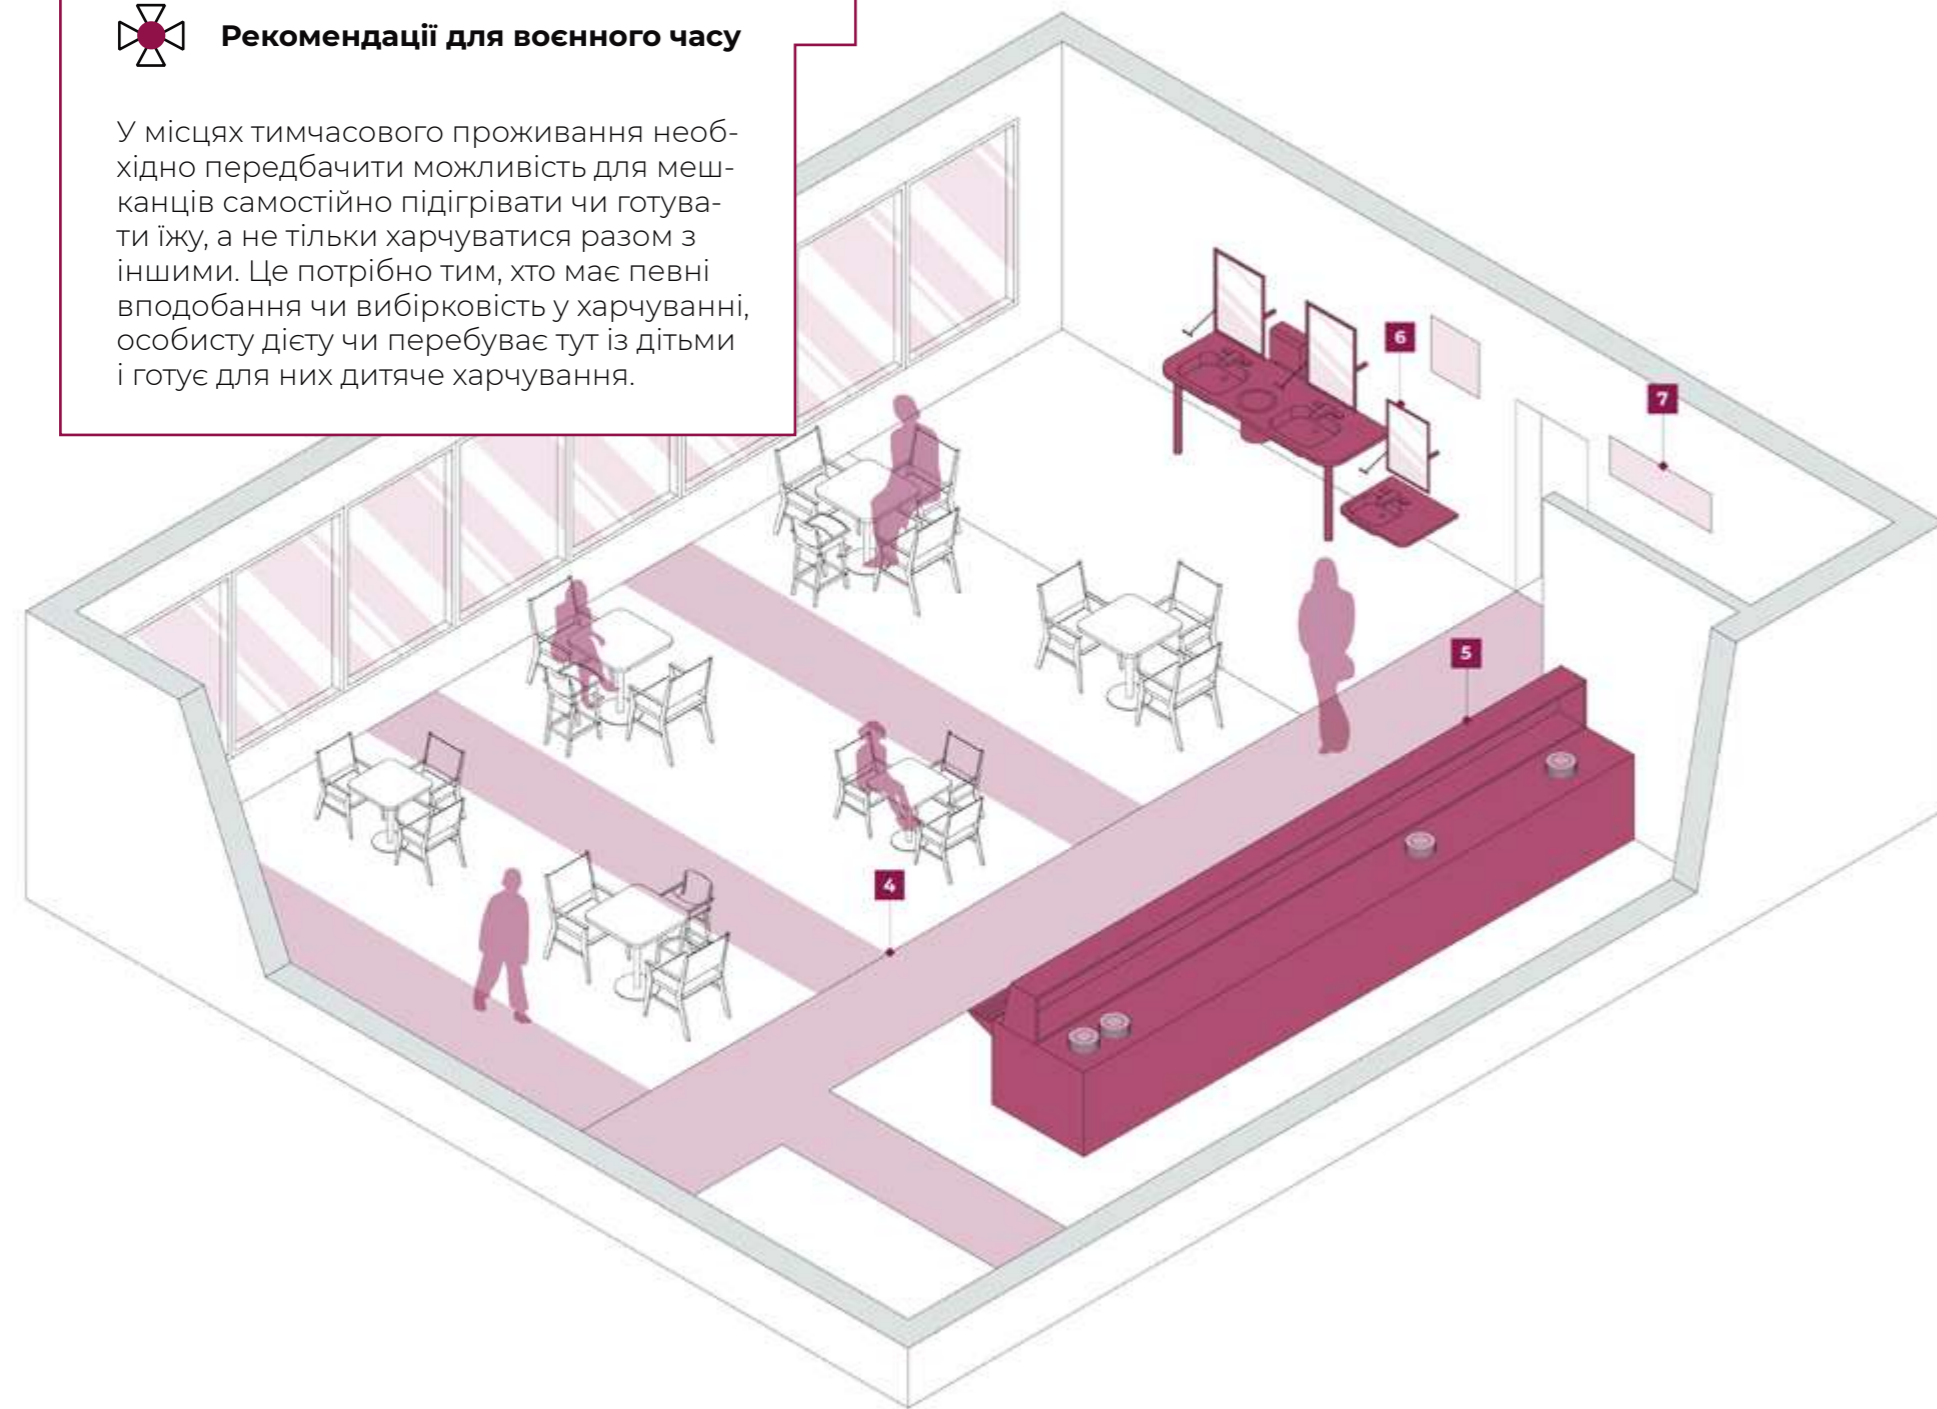 Рекомендації для воєнного часу
У місцях тимчасового проживання необ-
хідно передбачити можливість для меш-
канців самостійно підігрівати чи готува-
ти їжу, а не тільки харчуватися разом з
іншими. Це потрібно тим, хто має певні
вподобання чи вибірковість у харчуванні,
особисту дієту чи перебуває тут із дітьми
і готує для них дитяче харчування.
6
7
5
4